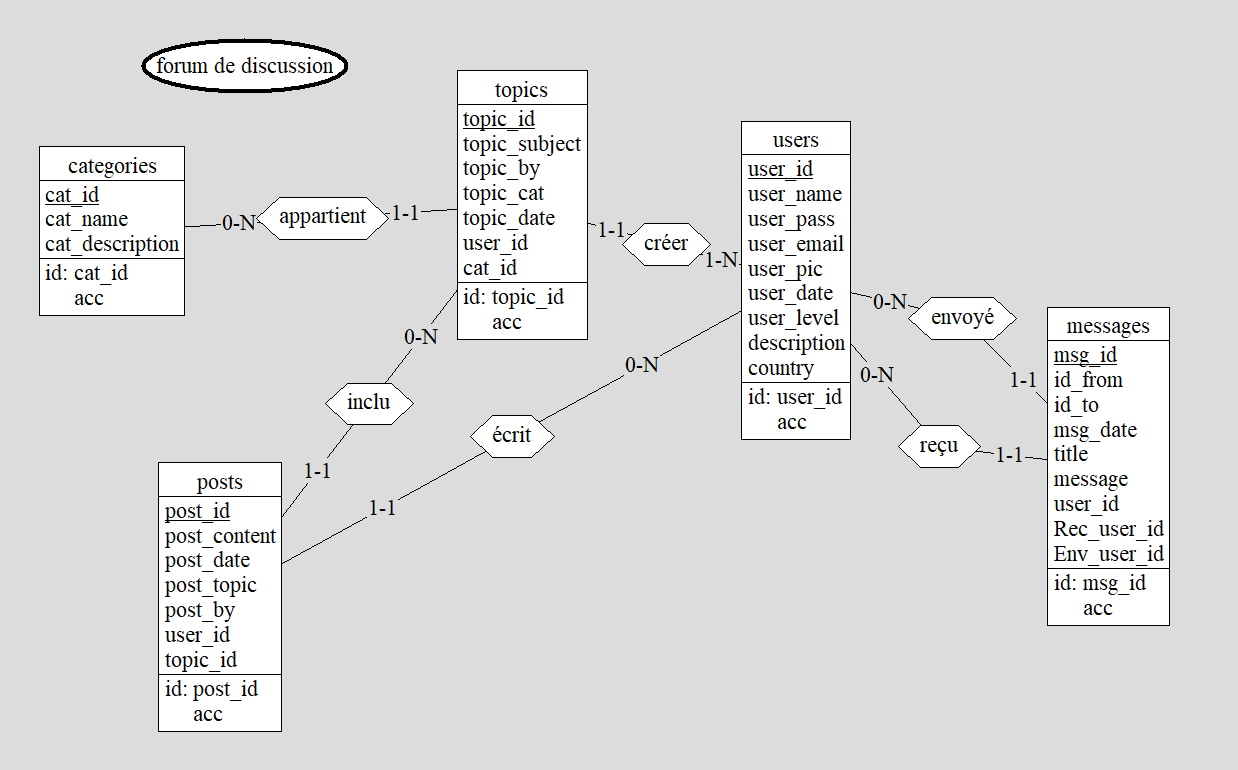 forum de discussion
categories
cat_id
cat_name
cat_description
id: cat_id
acc
0-N
appartient
1-1
topics
topic_id
topic_subject
topic_by
topic_cat
topic_date
user_id
cat_id
id: topic_id
acc
1-1
créer
1-N
users
user_id
user_name
user_pass
user_email
user_pic
user_date
user_level
description
country
id: user_id
acc
0-N
envoyé
1-1
0-N
reçu
1-1
messages
msg_id
id_from
id_to
msg_date
title
message
user_id
Rec_user_id
Env_user_id
id: msg_id
acc
0-N
inclu
1-1
0-N
écrit
1-1
posts
post_id
post_content
post_date
post_topic
post_by
user_id
topic_id
id: post_id
acc